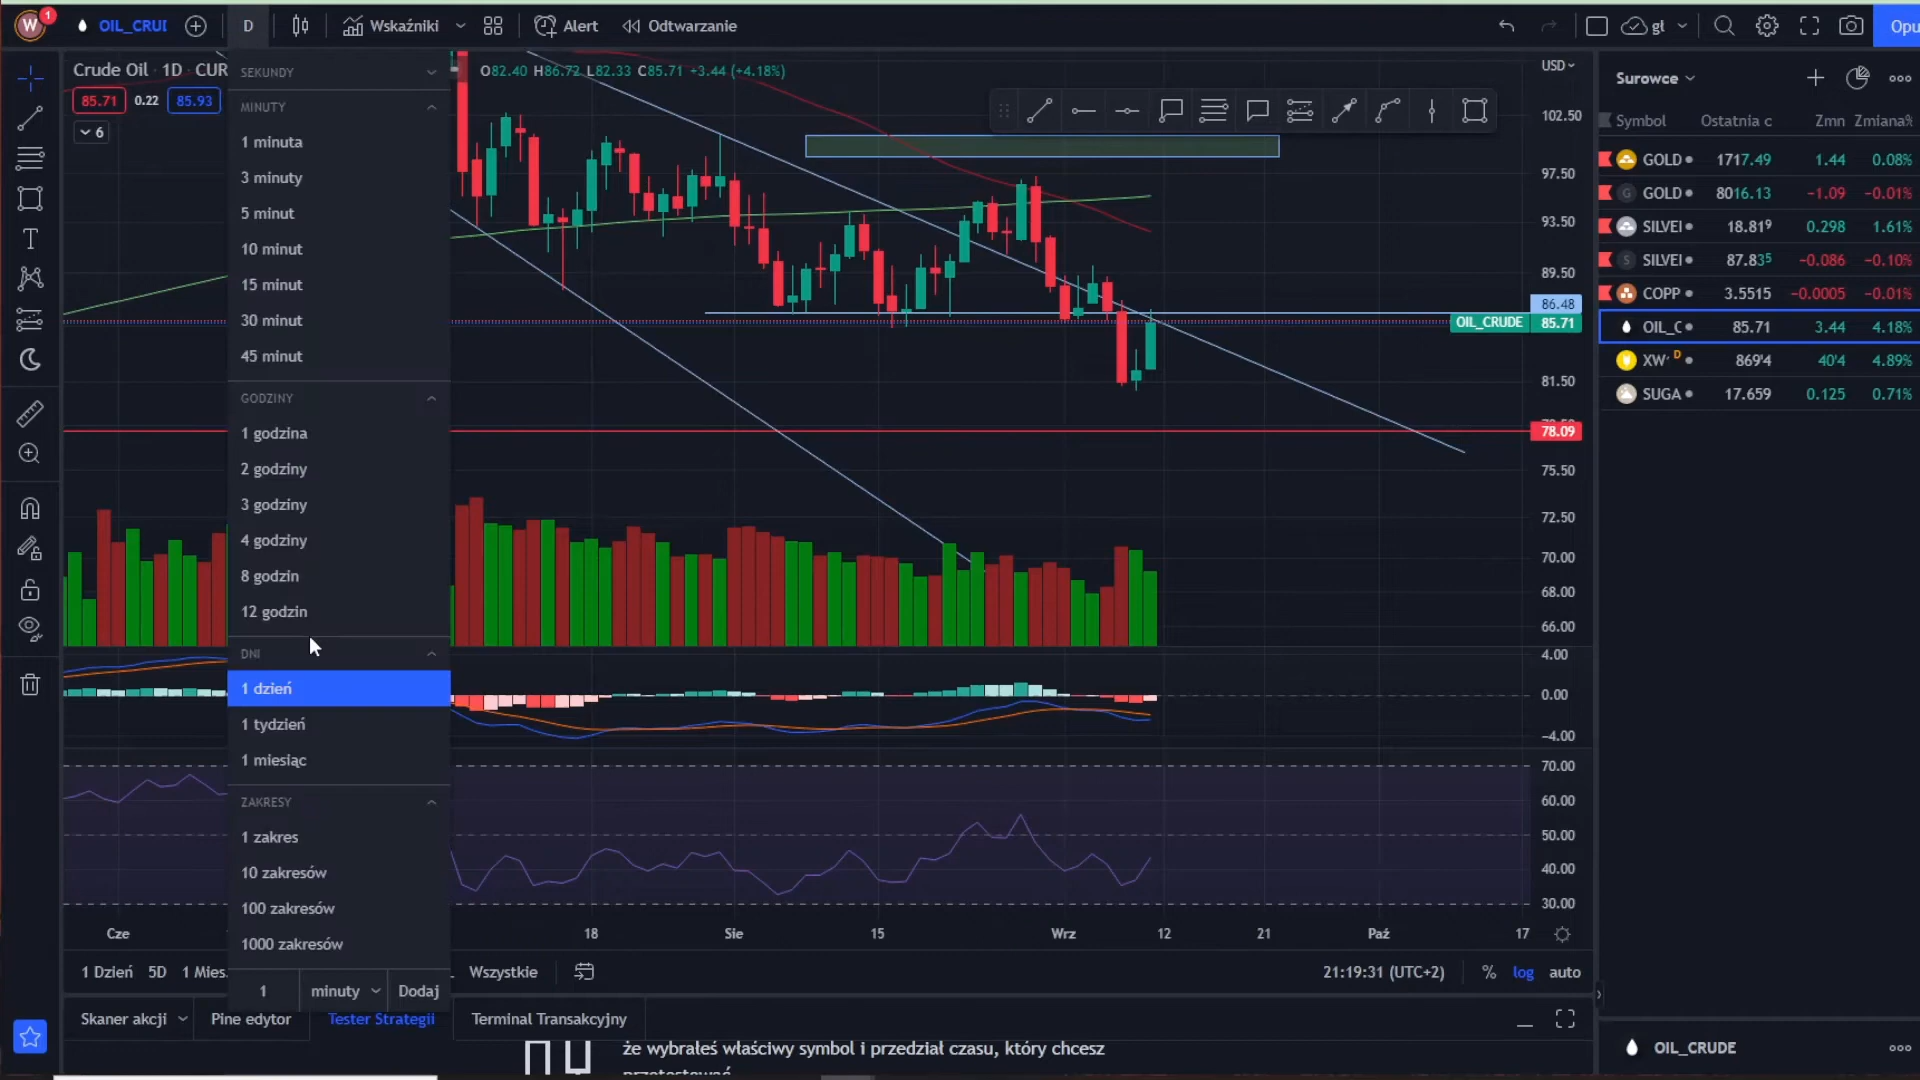 W 1 OIL_CRUI D Wskaźniki Alert Odtwarzanie gł Opu
Crude Oil · 1D · CUR O82.40 H86.72 L82.33 C85.71 +3.44 (+4.18%)
85.71 0.22 85.93
6
SEKUNDY
MINUTY
1 minuta
3 minuty
5 minut
10 minut
15 minut
30 minut
45 minut
GODZINY
1 godzina
2 godziny
3 godziny
4 godziny
8 godzin
12 godzin
DNI
1 dzień
1 tydzień
1 miesiąc
ZAKRESY
1 zakres
10 zakresów
100 zakresów
1000 zakresów
1 minuty Dodaj
USD
102.50
97.50
93.50
89.50
86.48
OIL_CRUDE 85.71
81.50
78.09
75.50
72.50
70.00
68.00
66.00
4.00
0.00
−4.00
70.00
60.00
50.00
40.00
30.00
Cze 18 Sie 15 Wrz 12 21 Paź 17
1 Dzień 5D 1 Mies. Wszystkie 21:19:31 (UTC+2) % log auto
Skaner akcji Pine edytor Tester Strategii Terminal Transakcyjny
że wybrałeś właściwy symbol i przedział czasu, który chcesz
przetestować
Surowce
Symbol Ostatnia c Zmn Zmiana%
GOLD 1717.49 1.44 0.08%
G GOLD 8016.13 −1.09 −0.01%
SILVEI 18.819 0.298 1.61%
S SILVEI 87.835 −0.086 −0.10%
COPP 3.5515 −0.0005 −0.01%
OIL_C 85.71 3.44 4.18%
XW D 869'4 40'4 4.89%
SUGA 17.659 0.125 0.71%
OIL_CRUDE